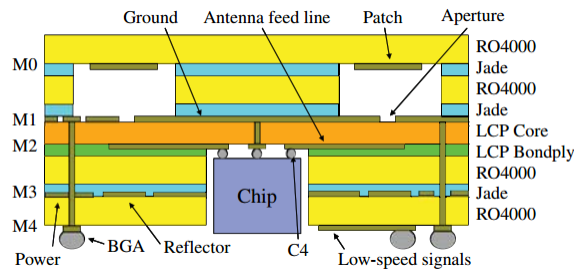 Ground
Antenna feed line
Patch
Aperture
RO4000
M0
Jade
RO4000
Jade
M1
LCP Core
M2
LCP Bondply
RO4000
M3
Jade
Chip
RO4000
M4
Power
BGA
Reflector
C4
Low-speed signals